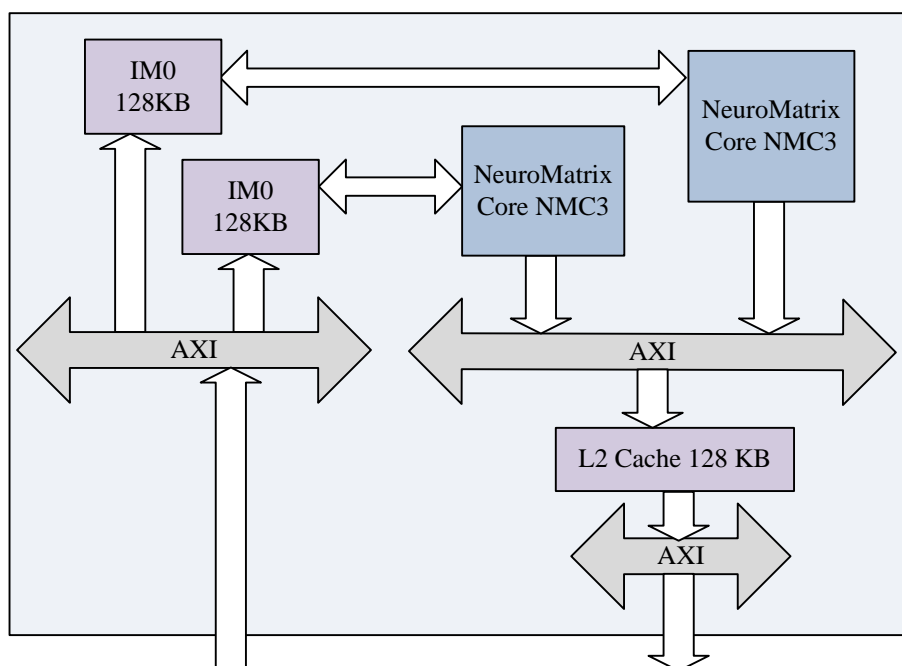 IM0
128KB
NeuroMatrix
Core NMC3
IM0
128KB
NeuroMatrix
Core NMC3
AXI
AXI
L2 Cache 128 KB
AXI